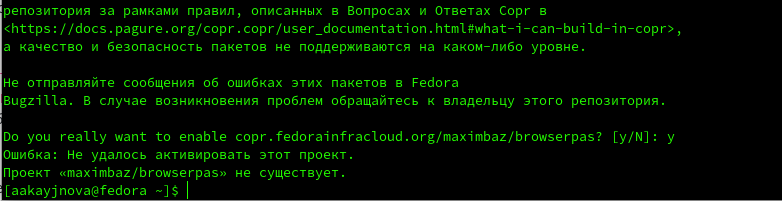 репозитория за рамками правил, описанных в Вопросах и Ответах Copr в
<https://docs.pagure.org/copr.copr/user_documentation.html#what-i-can-build-in-copr>,
а качество и безопасность пакетов не поддерживаются на каком-либо уровне.
Не отправляйте сообщения об ошибках этих пакетов в Fedora
Bugzilla. В случае возникновения проблем обращайтесь к владельцу этого репозитория.
Do you really want to enable copr.fedorainfracloud.org/maximbaz/browserpas? [y/N]: y
Ошибка: Не удалось активировать этот проект.
Проект «maximbaz/browserpas» не существует.
[aakayjnova@fedora ~]$